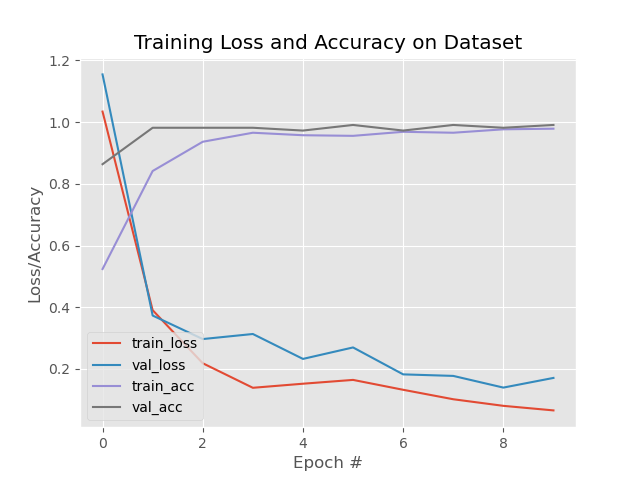 Training Loss and Accuracy on Dataset
1.2
1.0
0.8
0.6
0.4
0.2
Loss/Accuracy
train_loss
val_loss
train_acc
val_acc
0 2 4 6 8
Epoch #